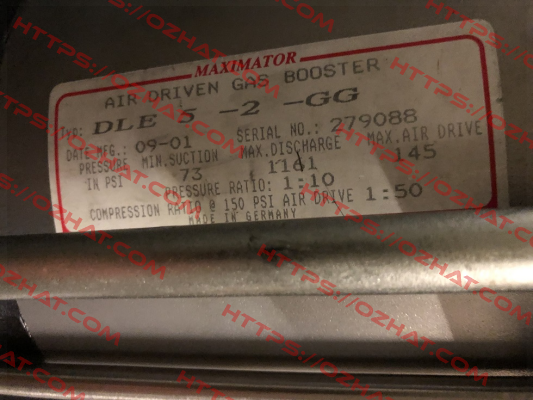 MAXIMATOR
AIR DRIVEN GAS BOOSTER
TYP: DLE 5 -2 -GG
DATE MFG.: 09-01 SERIAL NO.: 279088
PRESSURE MIN.SUCTION MAX.DISCHARGE MAX.AIR DRIVE
IN PSI 73 145
PRESSURE RATIO: 1:10
COMPRESSION RATIO @ 150 PSI AIR DRIVE 1:50
MADE IN GERMANY
HTTPS://OZHAT.COM